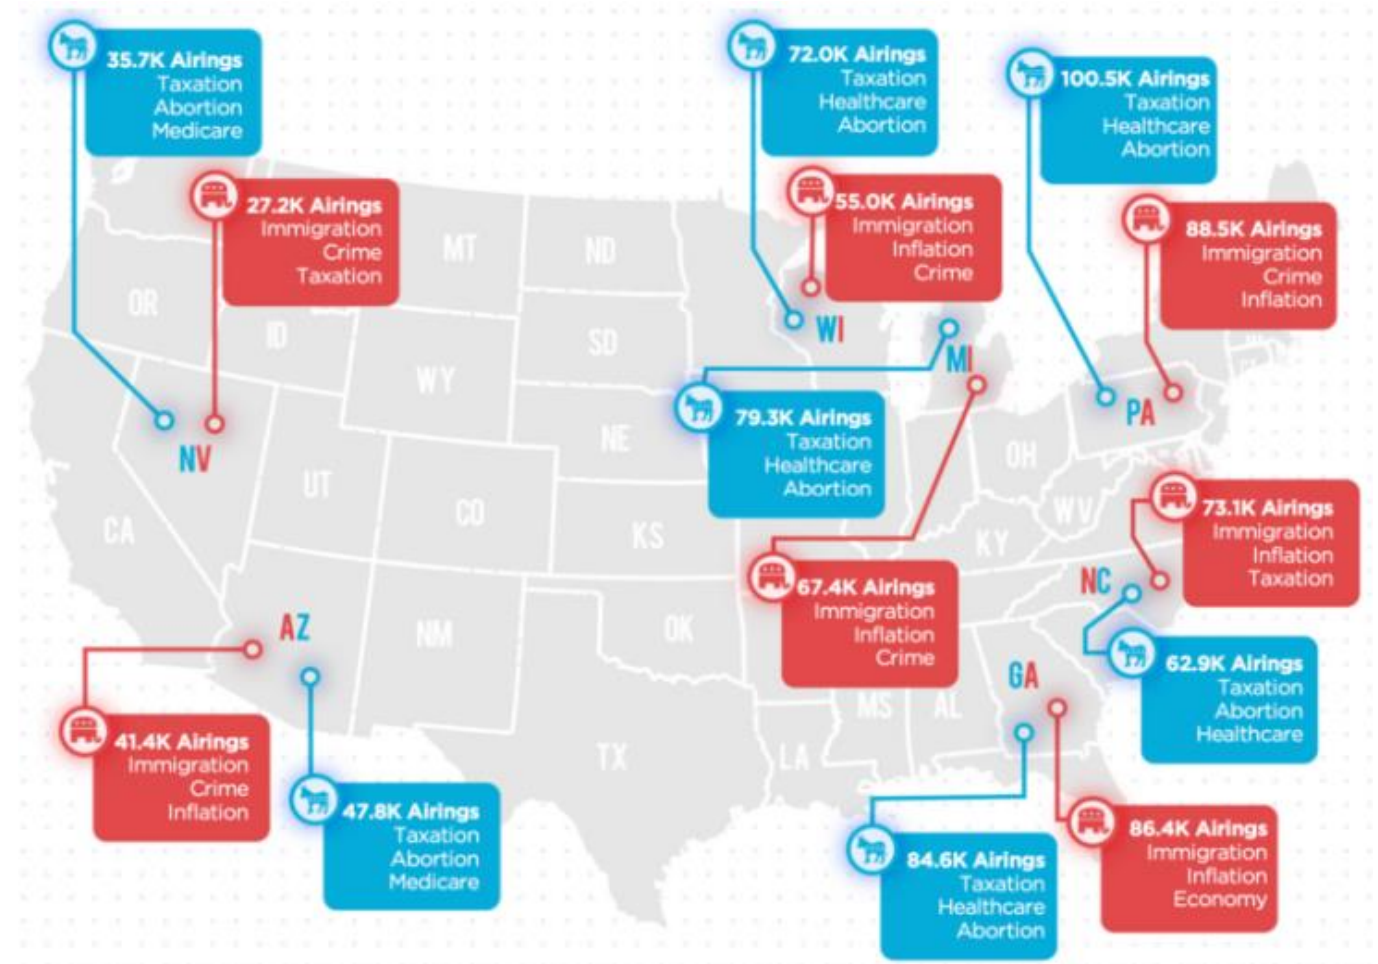 35.7K Airings
Taxation
Abortion
Medicare
72.0K Airings
Taxation
Healthcare
Abortion
100.5K Airings
Taxation
Healthcare
Abortion
27.2K Airings
Immigration
Crime
Taxation
55.0K Airings
Immigration
Inflation
Crime
88.5K Airings
Immigration
Crime
Inflation
MT
ND
OR
ID
WY
SD
WI
MI
79.3K Airings
Taxation
Healthcare
Abortion
PA
NV
UT
CO
NE
OH
WV
CA
KS
KY
73.1K Airings
Immigration
Inflation
Taxation
67.4K Airings
Immigration
Inflation
Crime
NC
62.9K Airings
Taxation
Abortion
Healthcare
AZ
NM
OK
GA
MS
AL
TX
LA
41.4K Airings
Immigration
Crime
Inflation
47.8K Airings
Taxation
Abortion
Medicare
84.6K Airings
Taxation
Healthcare
Abortion
86.4K Airings
Immigration
Inflation
Economy